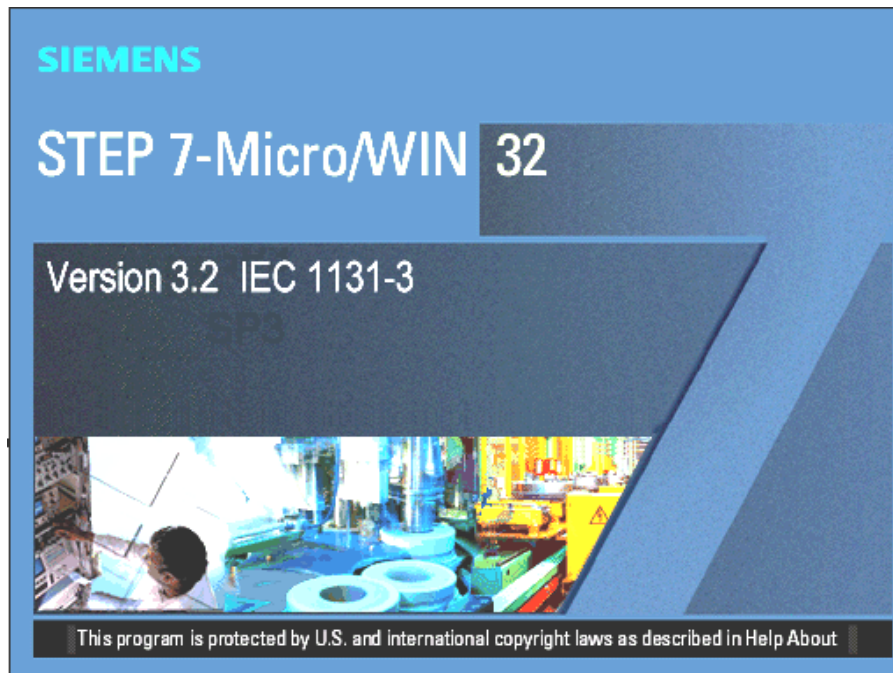 SIEMENS
STEP 7-Micro/WIN 32
Version 3.2 IEC 1131-3
SP3
This program is protected by U.S. and international copyright laws as described in Help About